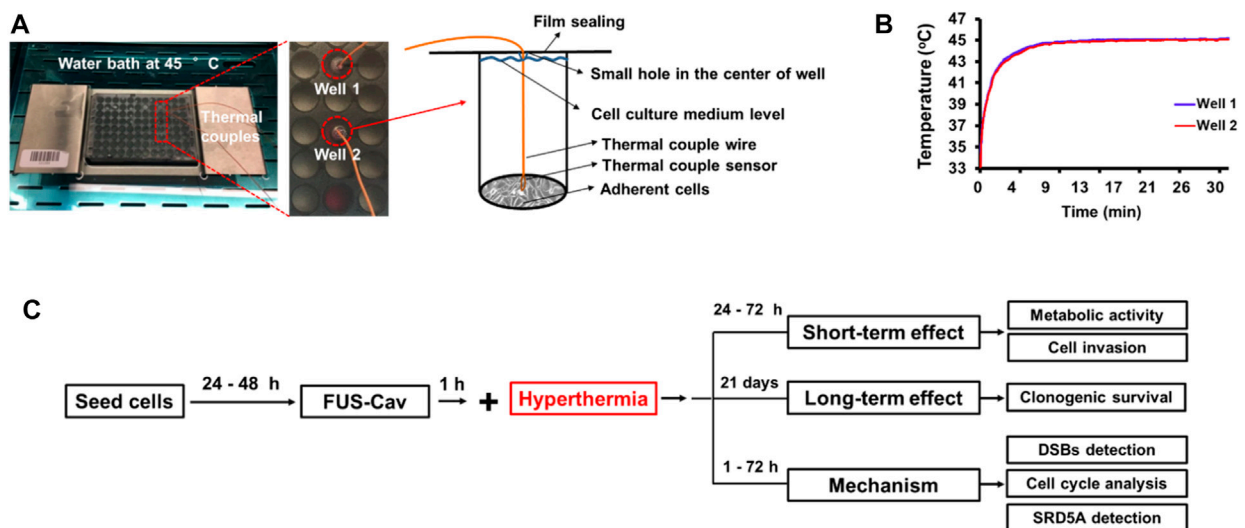 A
Water bath at 45 ° C
Thermal
couples
Well 1
Well 2
Film sealing
Small hole in the center of well
Cell culture medium level
Thermal couple wire
Thermal couple sensor
Adherent cells
B
Temperature (°C)
47
45
43
41
39
37
35
33
0
4
9
13
17
21
26
30
Time (min)
Well 1
Well 2
C
Seed cells
24 - 48 h
FUS-Cav
1 h
+
Hyperthermia
24 - 72 h
Short-term effect
Metabolic activity
Cell invasion
21 days
Long-term effect
Clonogenic survival
1 - 72 h
Mechanism
DSBs detection
Cell cycle analysis
SRD5A detection